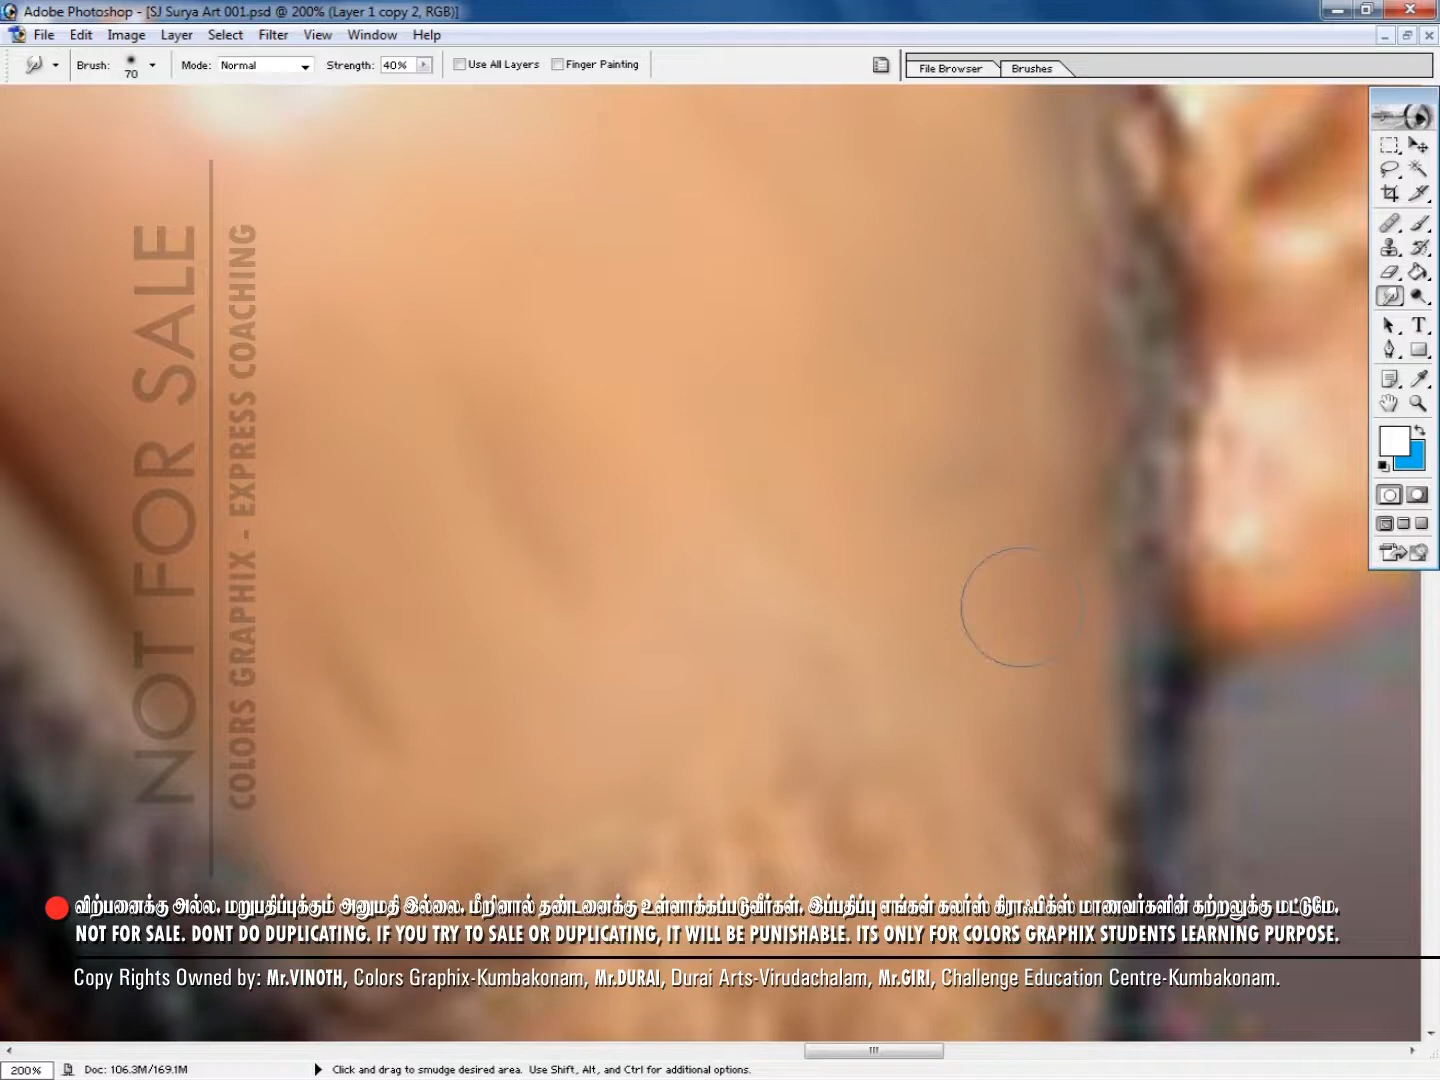 Adobe Photoshop - [SJ Surya Art 001.psd @ 200% (Layer 1 copy 2, RGB)]
File Edit Image Layer Select Filter View Window Help
Brush: 70 Mode: Normal Strength: 40% Use All Layers Finger Painting File Browser Brushes
NOT FOR SALE
COLORS GRAPHIX - EXPRESS COACHING
விற்பனைக்கு அல்ல. மறுபதிப்புக்கும் அனுமதி இல்லை. மீறினால் தண்டனைக்கு உள்ளாக்கப்படுவீர்கள். இப்பதிப்பு எங்கள் கலர்ஸ் கிராஃபிக்ஸ் மாணவர்களின் கற்றலுக்கு மட்டுமே.
NOT FOR SALE. DONT DO DUPLICATING. IF YOU TRY TO SALE OR DUPLICATING, IT WILL BE PUNISHABLE. ITS ONLY FOR COLORS GRAPHIX STUDENTS LEARNING PURPOSE.
Copy Rights Owned by: Mr.VINOTH, Colors Graphix-Kumbakonam, Mr.DURAI, Durai Arts-Virudachalam, Mr.GIRI, Challenge Education Centre-Kumbakonam.
200% Doc: 106.3M/169.1M Click and drag to smudge desired area. Use Shift, Alt, and Ctrl for additional options.